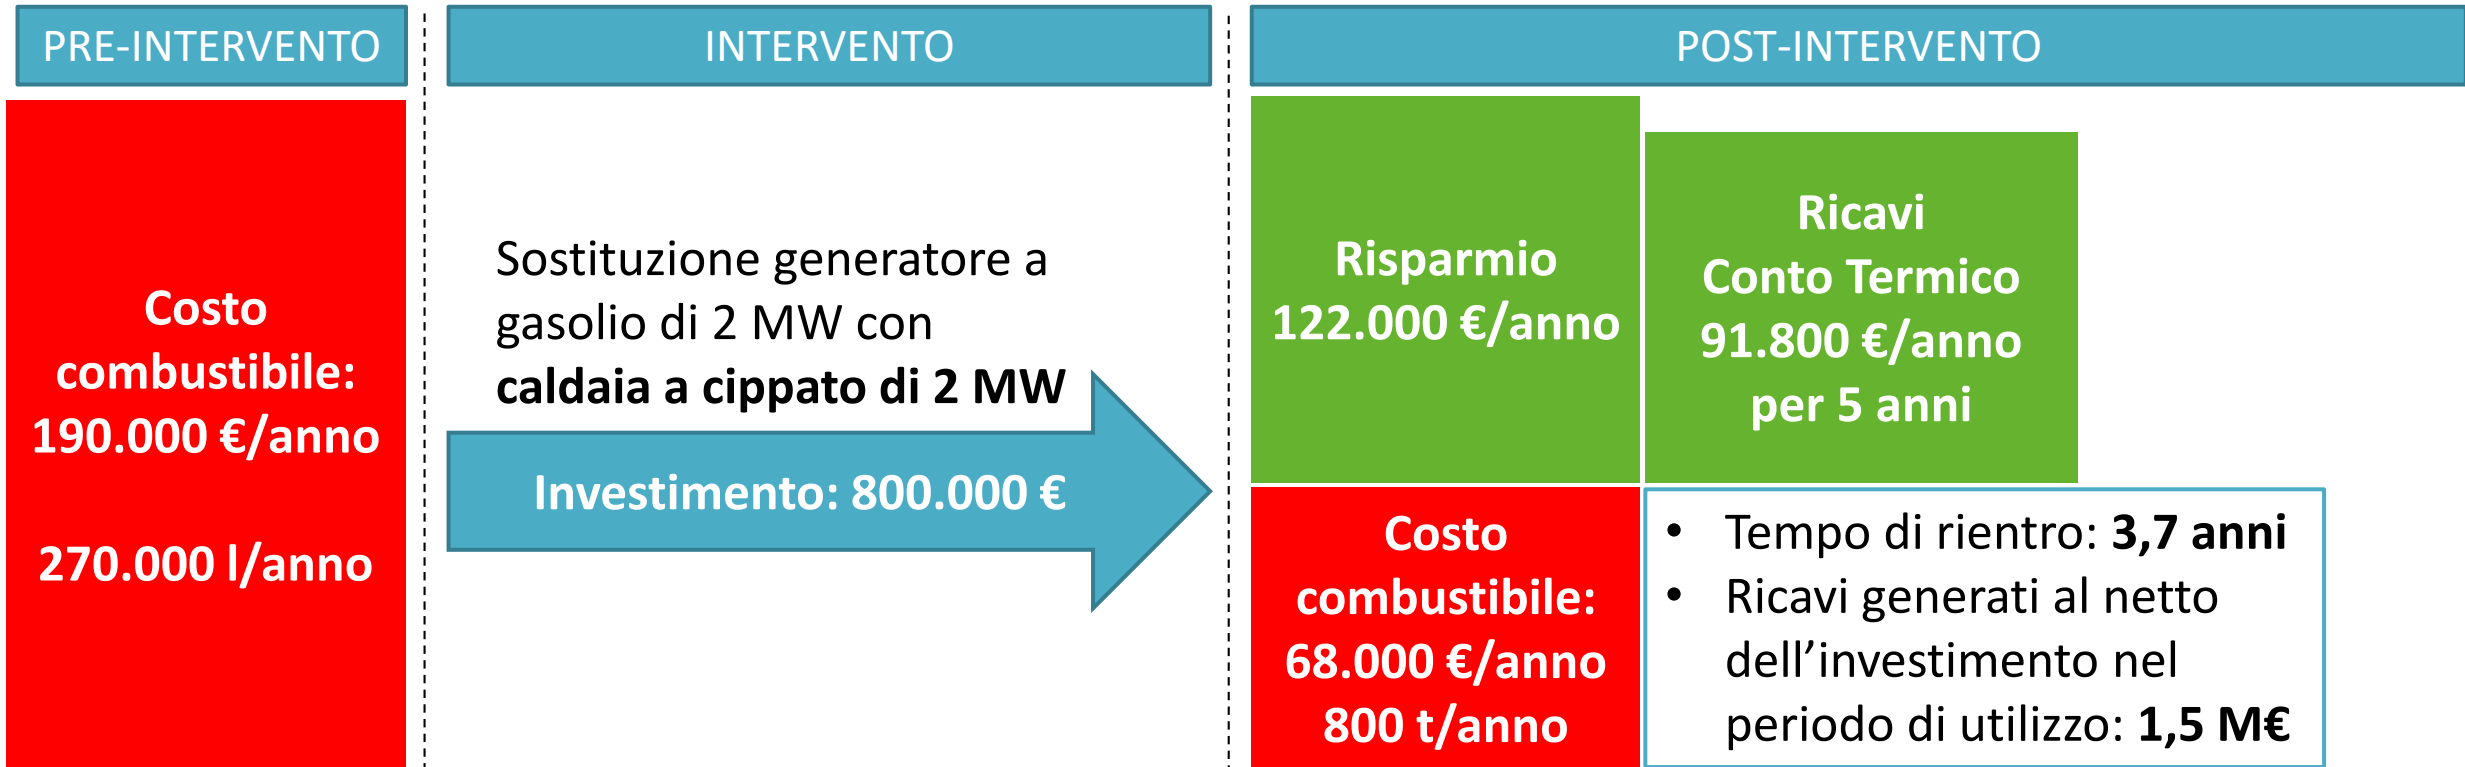 PRE-INTERVENTO
INTERVENTO
POST-INTERVENTO
Costo
combustibile:
190.000 €/anno
270.000 l/anno
Sostituzione generatore a
gasolio di 2 MW con
caldaia a cippato di 2 MW
Investimento: 800.000 €
Risparmio
122.000 €/anno
Ricavi
Conto Termico
91.800 €/anno
per 5 anni
Costo
combustibile:
68.000 €/anno
800 t/anno
• Tempo di rientro: 3,7 anni
• Ricavi generati al netto
dell’investimento nel
periodo di utilizzo: 1,5 M€